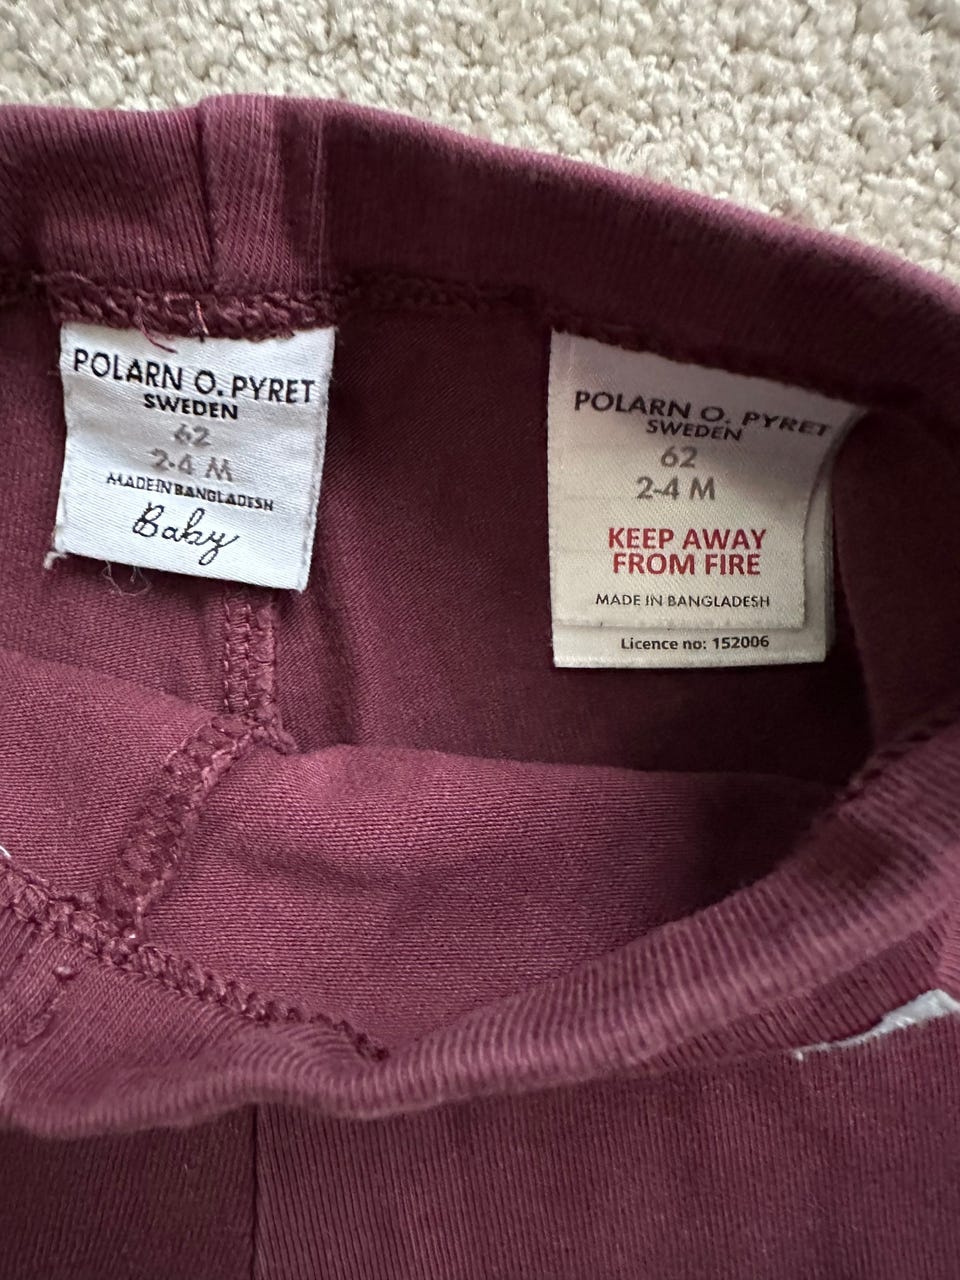 POLARN O. PYRET
SWEDEN
62
2-4 M
MADE IN BANGLADESH
Baby
POLARN O. PYRET
SWEDEN
62
2-4 M
KEEP AWAY
FROM FIRE
MADE IN BANGLADESH
Licence no: 152006